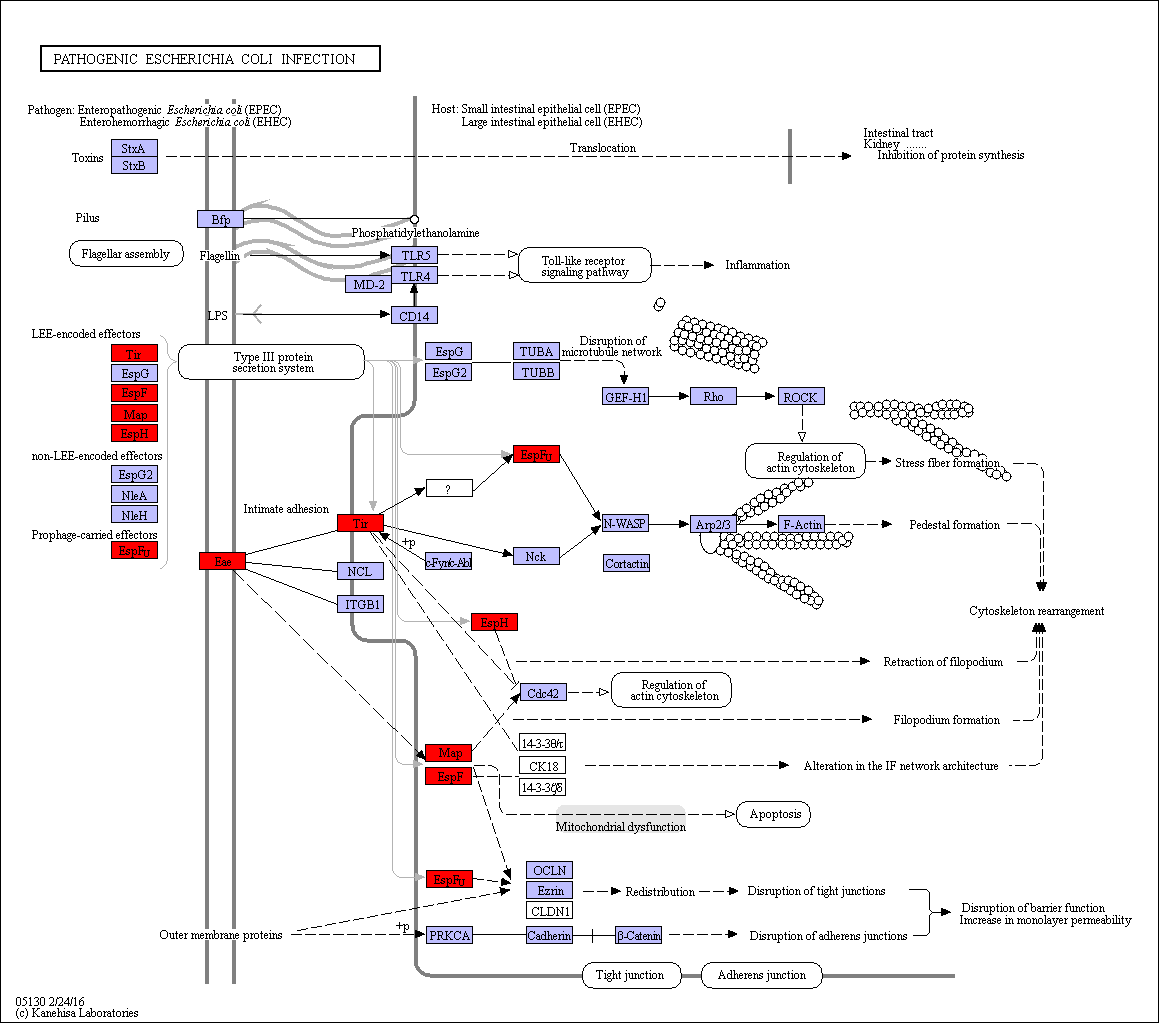 PATHOGENIC ESCHERICHIA COLI INFECTION
Pathogen: Enteropathogenic Escherichia coli (EPEC)
Enterohemorrhagic Escherichia coli (EHEC)
Host: Small intestinal epithelial cell (EPEC)
Large intestinal epithelial cell (EHEC)
Toxins
StxA
StxB
Translocation
Intestinal tract
Kidney .......
Inhibition of protein synthesis
Pilus
Bfp
Phosphatidylethanolamine
Flagellar assembly
Flagellin
TLR5
TLR4
MD-2
Toll-like receptor
signaling pathway
Inflammation
LPS
CD14
LEE-encoded effectors
Tir
EspG
EspF
Map
EspH
non-LEE-encoded effectors
EspG2
NleA
NleH
Prophage-carried effectors
EspFU
Type III protein
secretion system
EspG
EspG2
TUBA
TUBB
Disruption of
microtubule network
GEF-H1
Rho
ROCK
Regulation of
actin cytoskeleton
Stress fiber formation
EspFU
?
Intimate adhesion
Tir
+p
c-Fyn/c-Abl
Nck
N-WASP
Cortactin
Arp2/3
F-Actin
Pedestal formation
Eae
NCL
ITGB1
Cytoskeleton rearrangement
EspH
Retraction of filopodium
Cdc42
Regulation of
actin cytoskeleton
Filopodium formation
Map
EspF
14-3-3θ/τ
CK18
Alteration in the IF network architecture
Mitochondrial dysfunction
Apoptosis
EspFU
OCLN
Ezrin
CLDN1
Redistribution
Disruption of tight junctions
Disruption of barrier function
Increase in monolayer permeability
Outer membrane proteins
+p
PRKCA
Cadherin
β-Catenin
Disruption of adherens junctions
Tight junction
Adherens junction
05130 2/24/16
(c) Kanehisa Laboratories